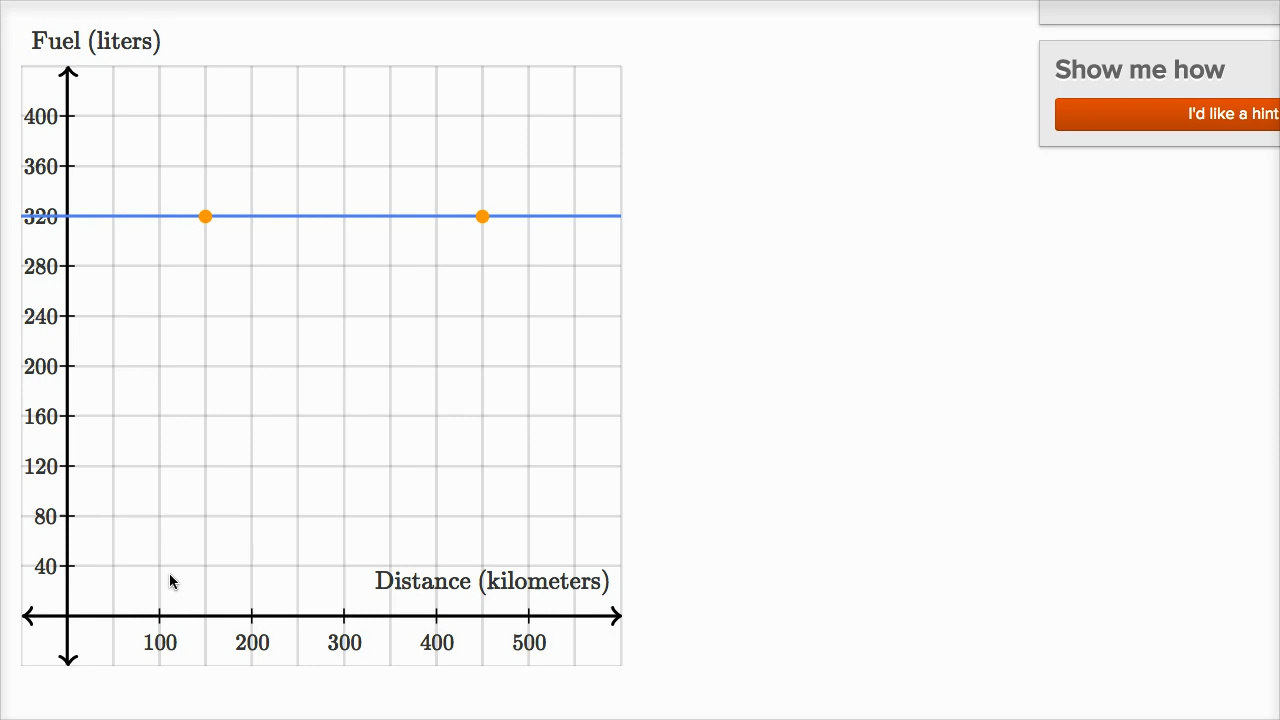 Fuel (liters)
Show me how
I'd like a hint
400
360
320
280
240
200
160
120
80
40
Distance (kilometers)
100 200 300 400 500